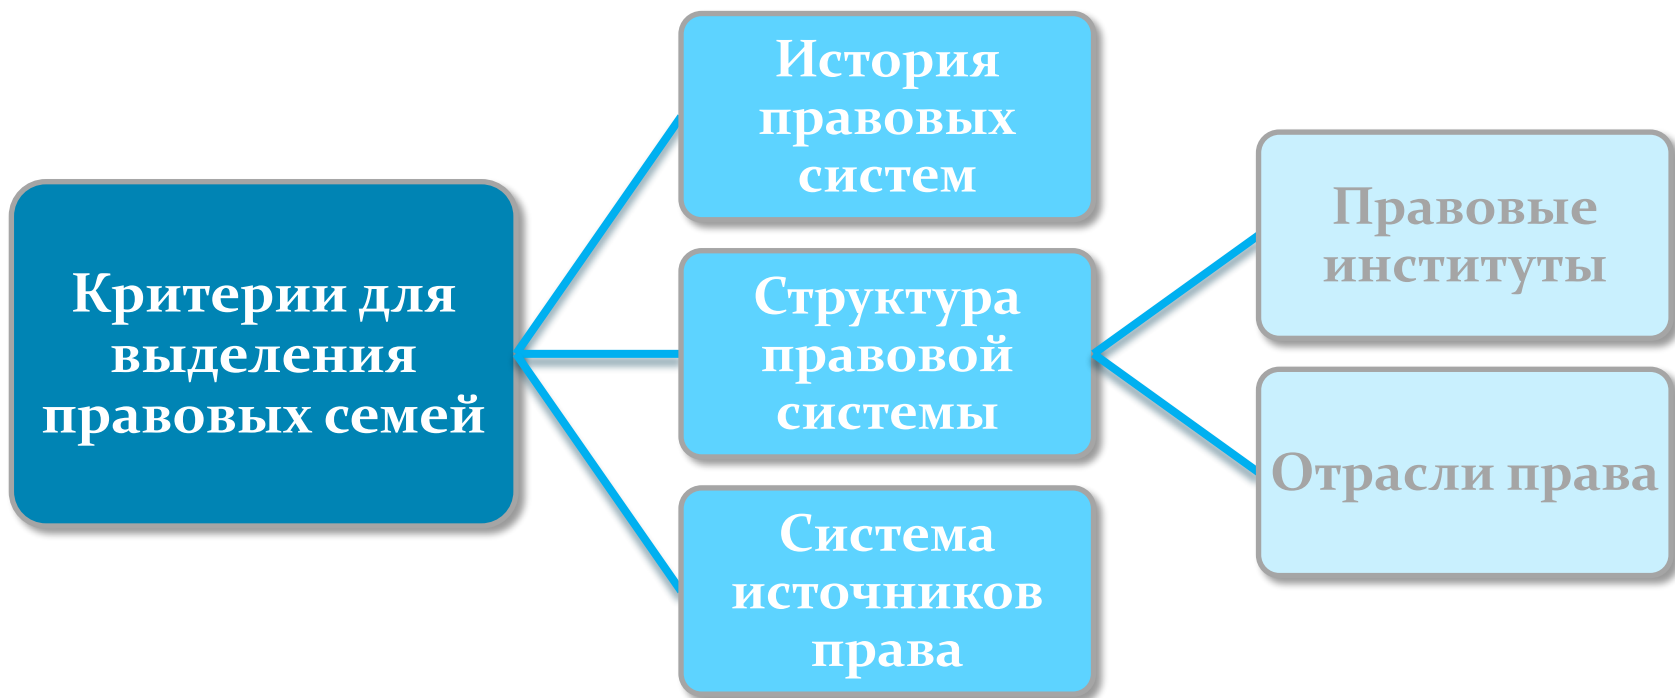 Критерии для
выделения
правовых семей
История
правовых
систем
Структура
правовой
системы
Система
источников
права
Правовые
институты
Отрасли права